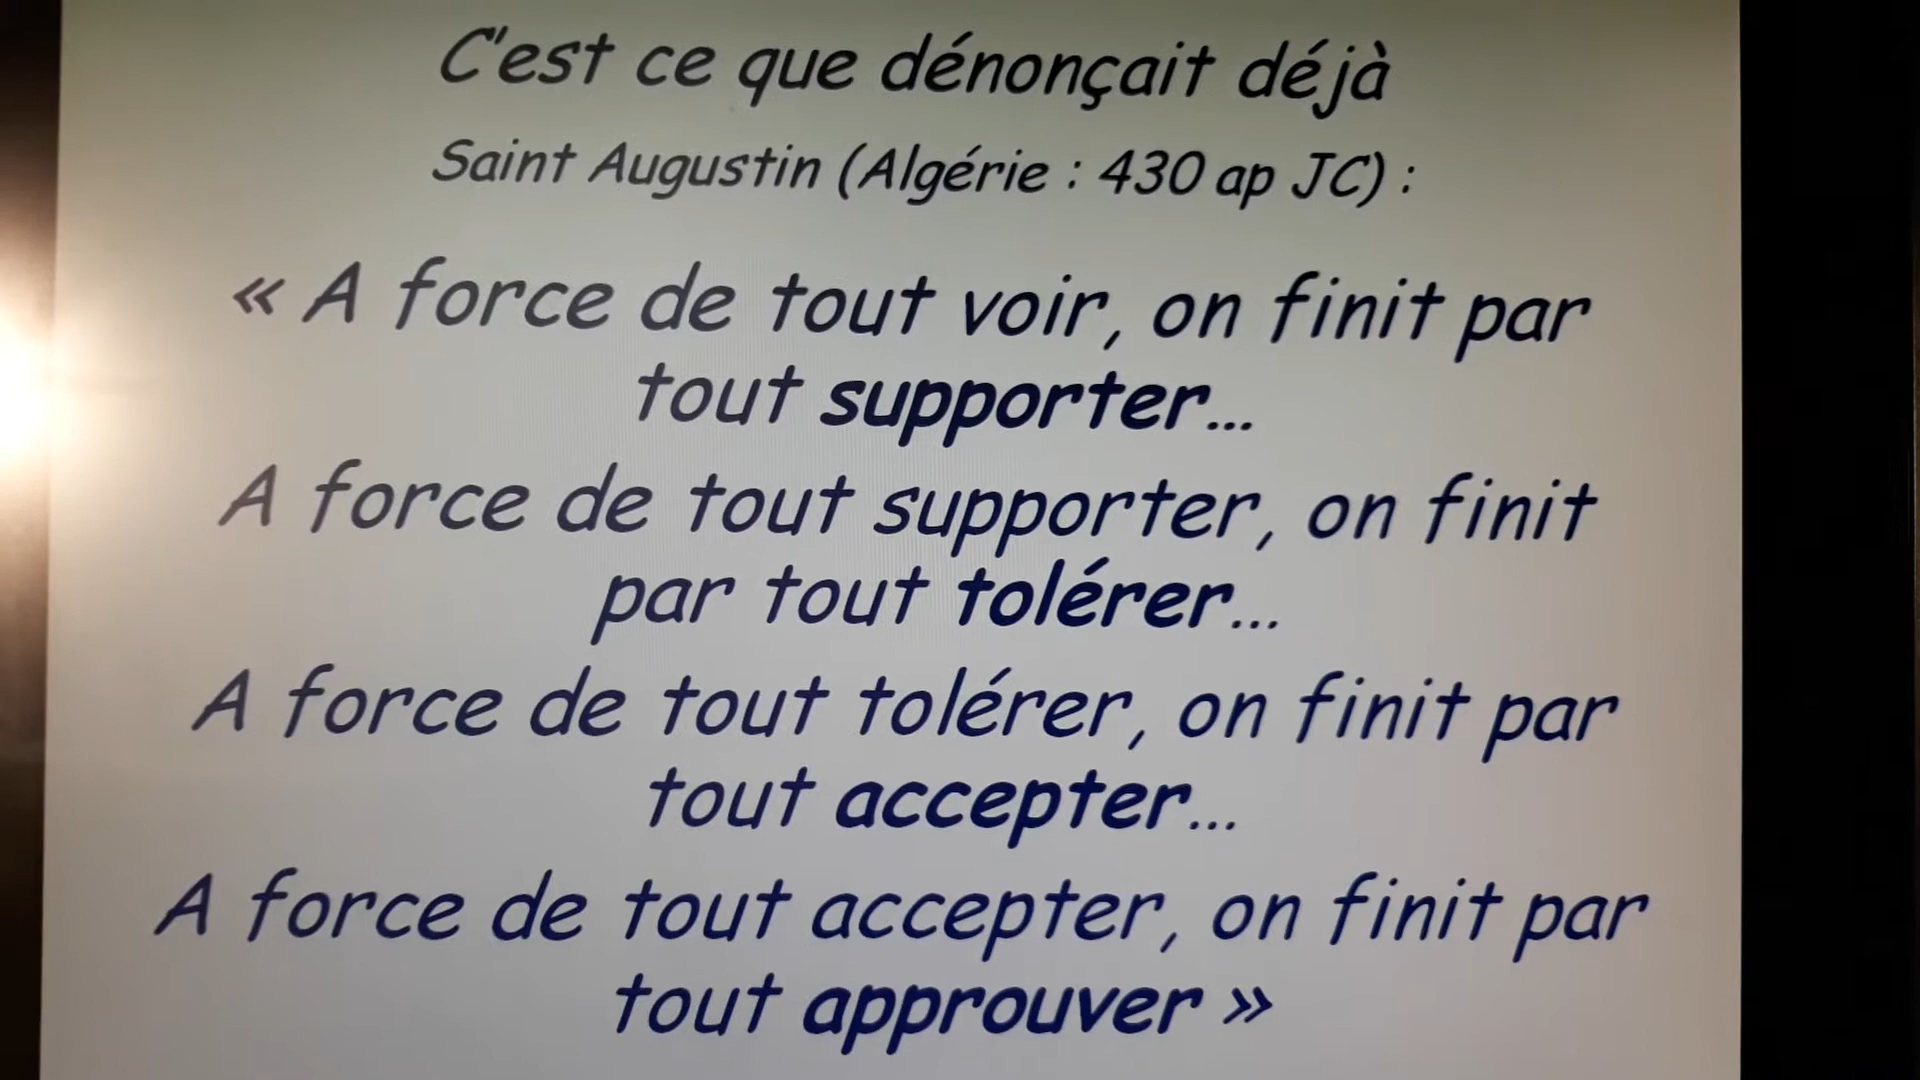 C'est ce que dénonçait déjà
Saint Augustin (Algérie : 430 ap JC) :
« A force de tout voir, on finit par
tout supporter...
A force de tout supporter, on finit
par tout tolérer...
A force de tout tolérer, on finit par
tout accepter...
A force de tout accepter, on finit par
tout approuver »